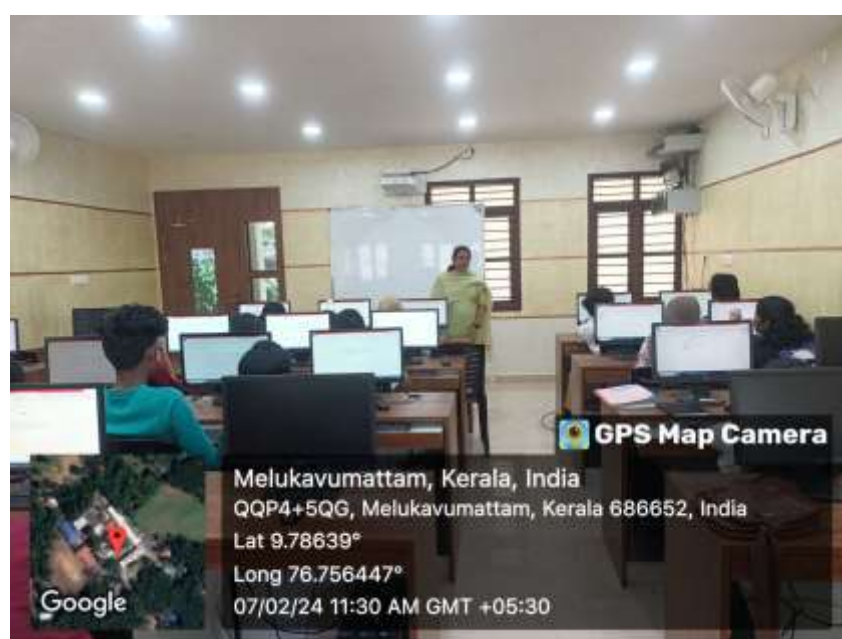 GPS Map Camera
Melukavumattam, Kerala, India
QQP4+5QG, Melukavumattam, Kerala 686652, India
Lat 9.78639°
Long 76.756447°
07/02/24 11:30 AM GMT +05:30
Google